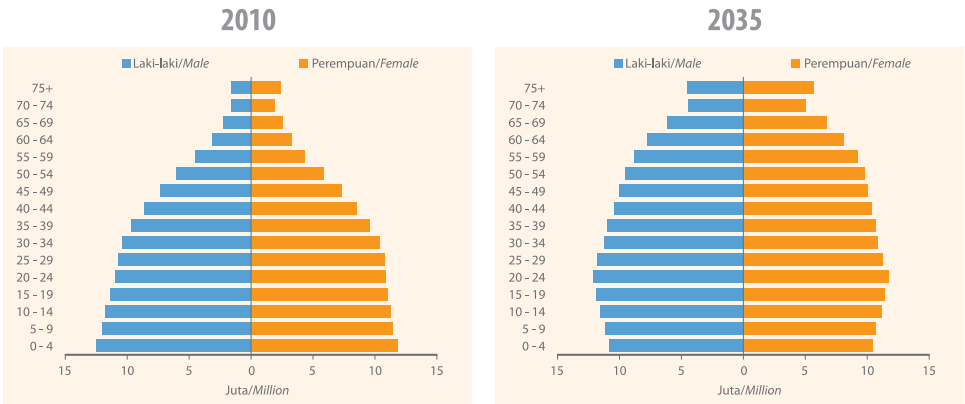 2010
Laki-laki/Male Perempuan/Female
75+
70 - 74
65 - 69
60 - 64
55 - 59
50 - 54
45 - 49
40 - 44
35 - 39
30 - 34
25 - 29
20 - 24
15 - 19
10 - 14
5 - 9
0 - 4
15 10 5 0 5 10 15
Juta/Million
2035
Laki-laki/Male Perempuan/Female
75+
70 - 74
65 - 69
60 - 64
55 - 59
50 - 54
45 - 49
40 - 44
35 - 39
30 - 34
25 - 29
20 - 24
15 - 19
10 - 14
5 - 9
0 - 4
15 10 5 0 5 10 15
Juta/Million